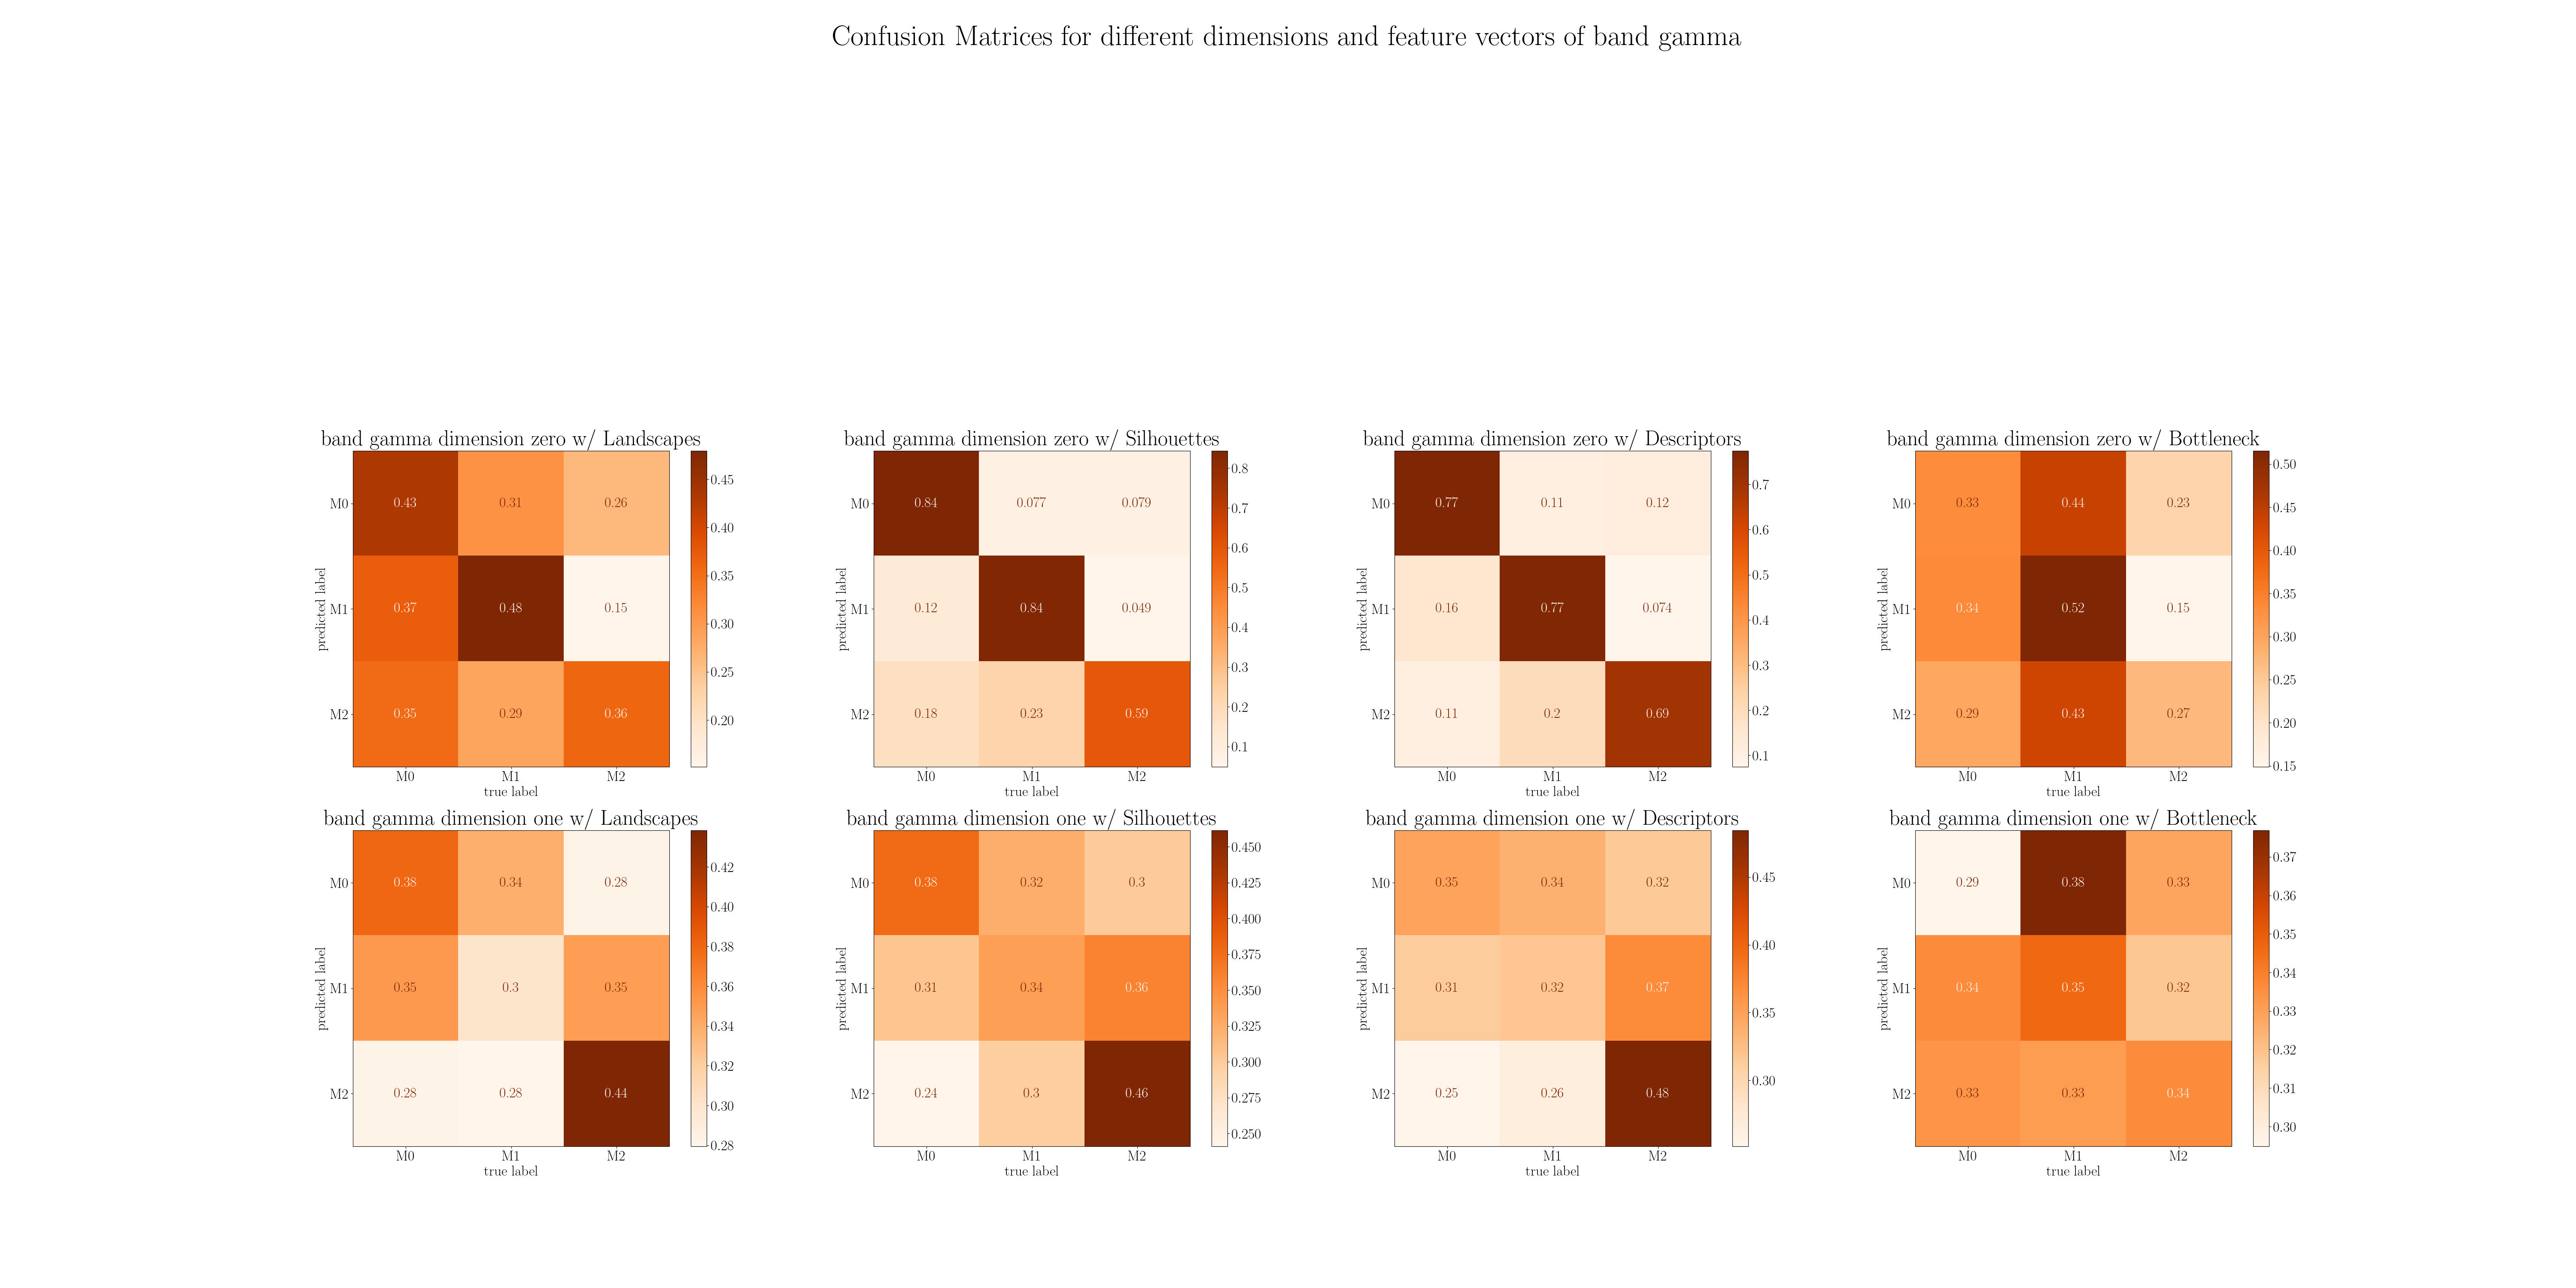 Confusion Matrices for different dimensions and feature vectors of band gamma
band gamma dimension zero w/ Landscapes
M0 0.43 0.31 0.26
M1 0.37 0.48 0.15
M2 0.35 0.29 0.36
M0 M1 M2
true label
predicted label
0.45
0.40
0.35
0.30
0.25
0.20
band gamma dimension zero w/ Silhouettes
M0 0.84 0.077 0.079
M1 0.12 0.84 0.049
M2 0.18 0.23 0.59
M0 M1 M2
true label
predicted label
0.8
0.7
0.6
0.5
0.4
0.3
0.2
0.1
band gamma dimension zero w/ Descriptors
M0 0.77 0.11 0.12
M1 0.16 0.77 0.074
M2 0.11 0.2 0.69
M0 M1 M2
true label
predicted label
0.7
0.6
0.5
0.4
0.3
0.2
0.1
band gamma dimension zero w/ Bottleneck
M0 0.33 0.44 0.23
M1 0.34 0.52 0.15
M2 0.29 0.43 0.27
M0 M1 M2
true label
predicted label
0.50
0.45
0.40
0.35
0.30
0.25
0.20
0.15
band gamma dimension one w/ Landscapes
M0 0.38 0.34 0.28
M1 0.35 0.3 0.35
M2 0.28 0.28 0.44
M0 M1 M2
true label
predicted label
0.42
0.40
0.38
0.36
0.34
0.32
0.30
0.28
band gamma dimension one w/ Silhouettes
M0 0.38 0.32 0.3
M1 0.31 0.34 0.36
M2 0.24 0.3 0.46
M0 M1 M2
true label
predicted label
0.450
0.425
0.400
0.375
0.350
0.325
0.300
0.275
0.250
band gamma dimension one w/ Descriptors
M0 0.35 0.34 0.32
M1 0.31 0.32 0.37
M2 0.25 0.26 0.48
M0 M1 M2
true label
predicted label
0.45
0.40
0.35
0.30
band gamma dimension one w/ Bottleneck
M0 0.29 0.38 0.33
M1 0.34 0.35 0.32
M2 0.33 0.33 0.34
M0 M1 M2
true label
predicted label
0.37
0.36
0.35
0.34
0.33
0.32
0.31
0.30